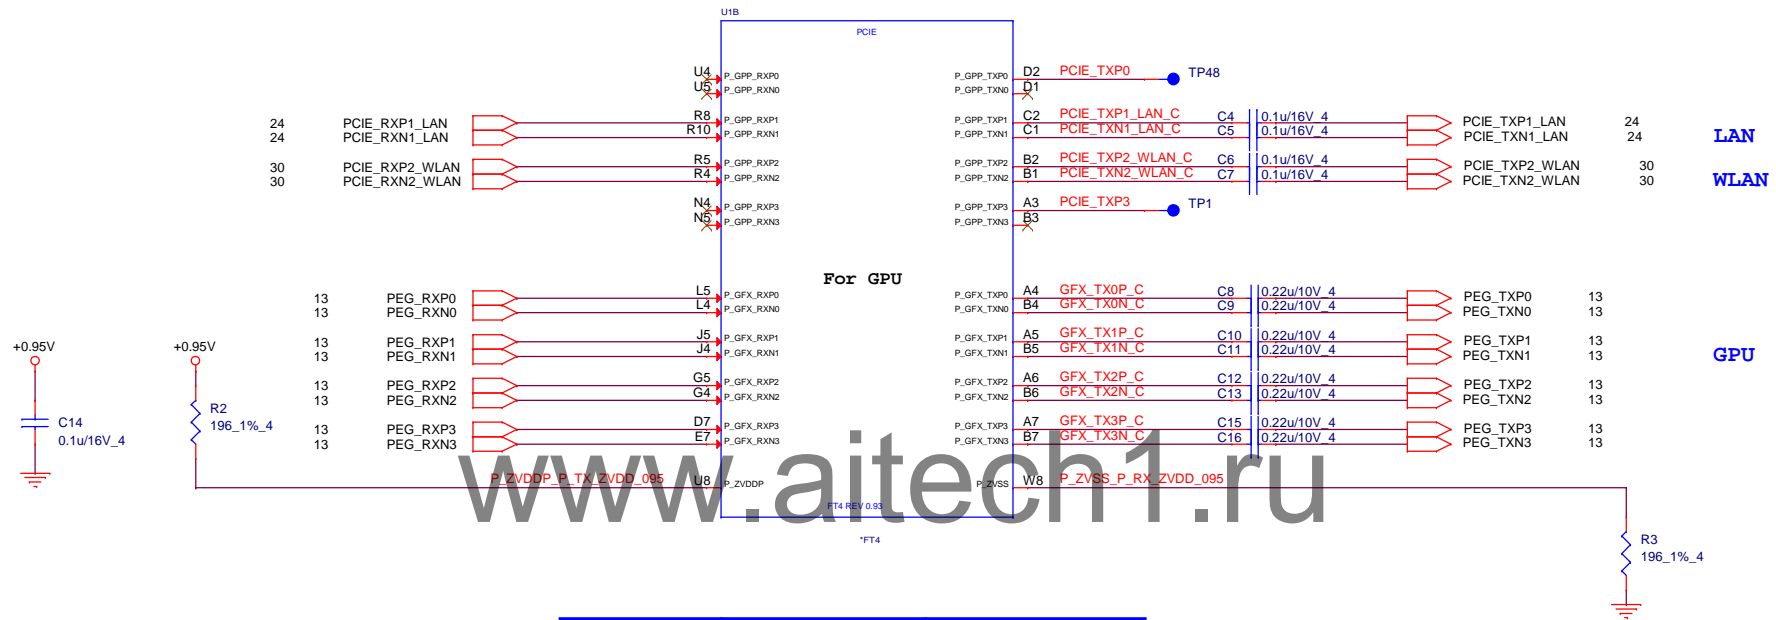 U1B
PCIE
U4 P_GPP_RXP0 P_GPP_TXP0 D2 PCIE_TXP0 TP48
U5 P_GPP_RXN0 P_GPP_TXN0 D1
24 PCIE_RXP1_LAN R8 P_GPP_RXP1 P_GPP_TXP1 C2 PCIE_TXP1_LAN_C C4 0.1u/16V_4 PCIE_TXP1_LAN 24
24 PCIE_RXN1_LAN R10 P_GPP_RXN1 P_GPP_TXN1 C1 PCIE_TXN1_LAN_C C5 0.1u/16V_4 PCIE_TXN1_LAN 24 LAN
30 PCIE_RXP2_WLAN R5 P_GPP_RXP2 P_GPP_TXP2 B2 PCIE_TXP2_WLAN_C C6 0.1u/16V_4 PCIE_TXP2_WLAN 30
30 PCIE_RXN2_WLAN R4 P_GPP_RXN2 P_GPP_TXN2 B1 PCIE_TXN2_WLAN_C C7 0.1u/16V_4 PCIE_TXN2_WLAN 30 WLAN
N4 P_GPP_RXP3 P_GPP_TXP3 A3 PCIE_TXP3 TP1
N5 P_GPP_RXN3 P_GPP_TXN3 B3
For GPU
13 PEG_RXP0 L5 P_GFX_RXP0 P_GFX_TXP0 A4 GFX_TX0P_C C8 0.22u/10V_4 PEG_TXP0 13
13 PEG_RXN0 L4 P_GFX_RXN0 P_GFX_TXN0 B4 GFX_TX0N_C C9 0.22u/10V_4 PEG_TXN0 13
13 PEG_RXP1 J5 P_GFX_RXP1 P_GFX_TXP1 A5 GFX_TX1P_C C10 0.22u/10V_4 PEG_TXP1 13
13 PEG_RXN1 J4 P_GFX_RXN1 P_GFX_TXN1 B5 GFX_TX1N_C C11 0.22u/10V_4 PEG_TXN1 13 GPU
+0.95V +0.95V
13 PEG_RXP2 G5 P_GFX_RXP2 P_GFX_TXP2 A6 GFX_TX2P_C C12 0.22u/10V_4 PEG_TXP2 13
13 PEG_RXN2 G4 P_GFX_RXN2 P_GFX_TXN2 B6 GFX_TX2N_C C13 0.22u/10V_4 PEG_TXN2 13
13 PEG_RXP3 D7 P_GFX_RXP3 P_GFX_TXP3 A7 GFX_TX3P_C C15 0.22u/10V_4 PEG_TXP3 13
13 PEG_RXN3 E7 P_GFX_RXN3 P_GFX_TXN3 B7 GFX_TX3N_C C16 0.22u/10V_4 PEG_TXN3 13
C14
0.1u/16V_4
R2
196_1%_4
P_ZVDDP_P_TX_ZVDD_095 U8 P_ZVDDP P_ZVSS W8 P_ZVSS_P_RX_ZVDD_095
www.aitech1.ru
FT4 REV 0.93
*FT4
R3
196_1%_4